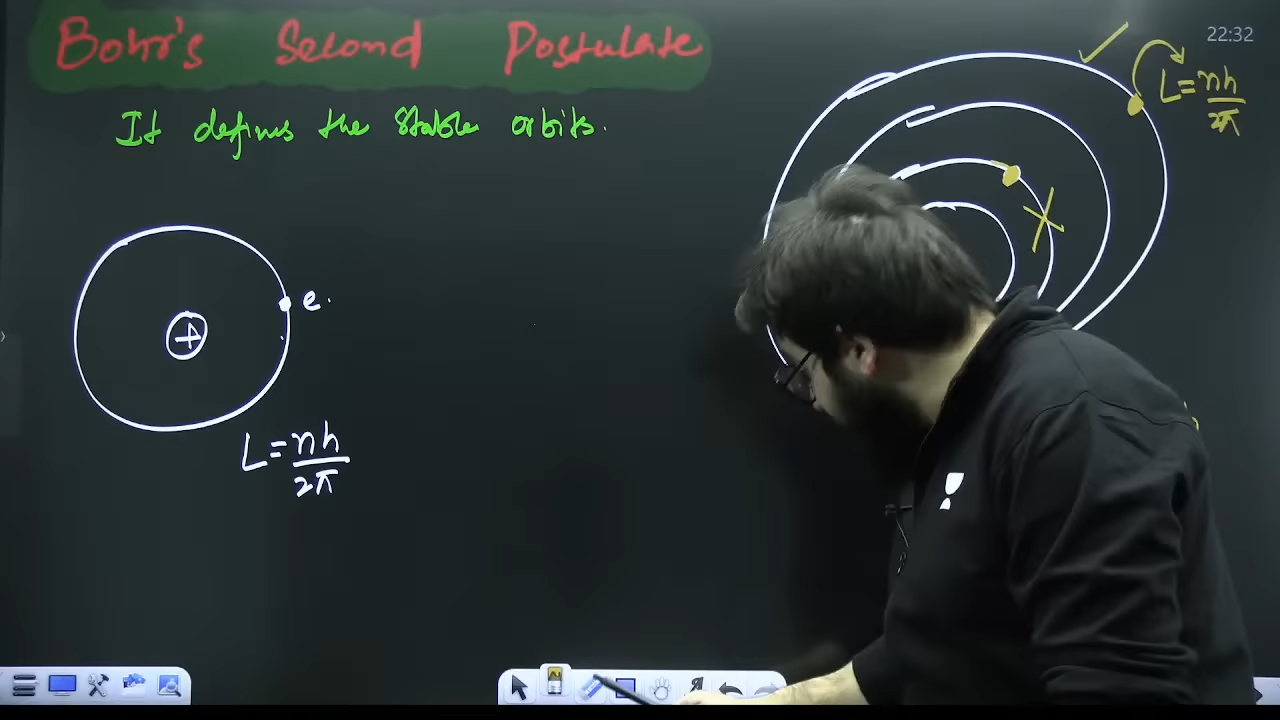 Bohr's Second Postulate
22:32
L = nh/2π
It defines the stable orbits.
+
e.
L = nh/2π